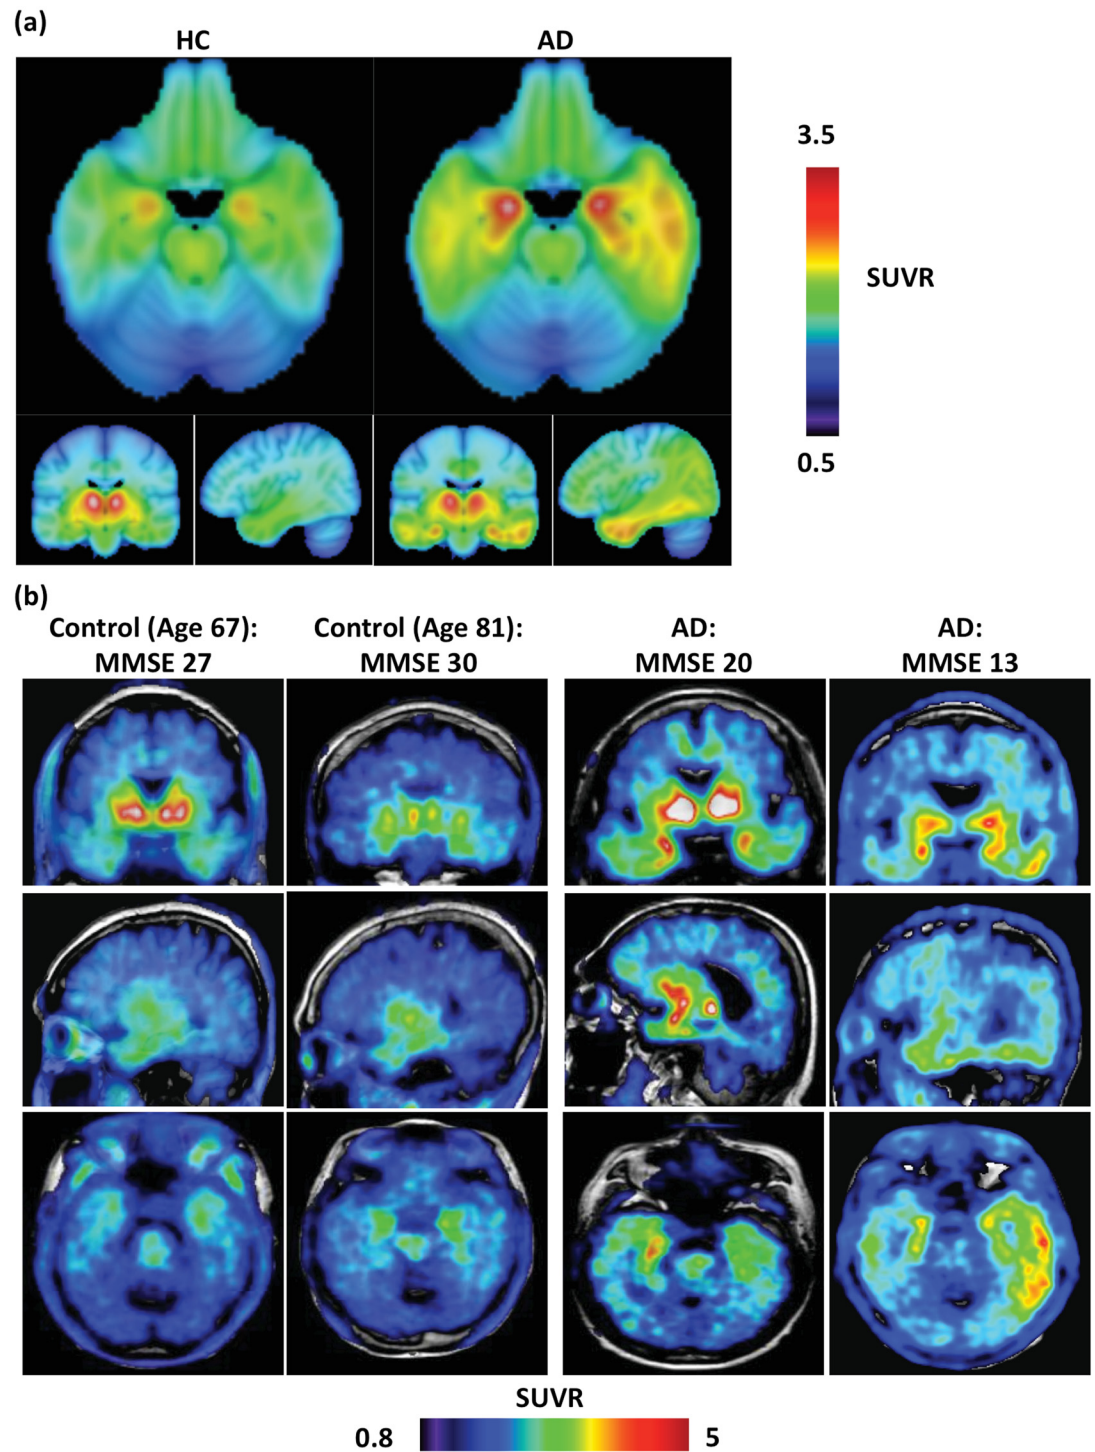 (a)
HC
AD
3.5
SUVR
0.5
(b)
Control (Age 67):
MMSE 27
Control (Age 81):
MMSE 30
AD:
MMSE 20
AD:
MMSE 13
SUVR
0.8
5